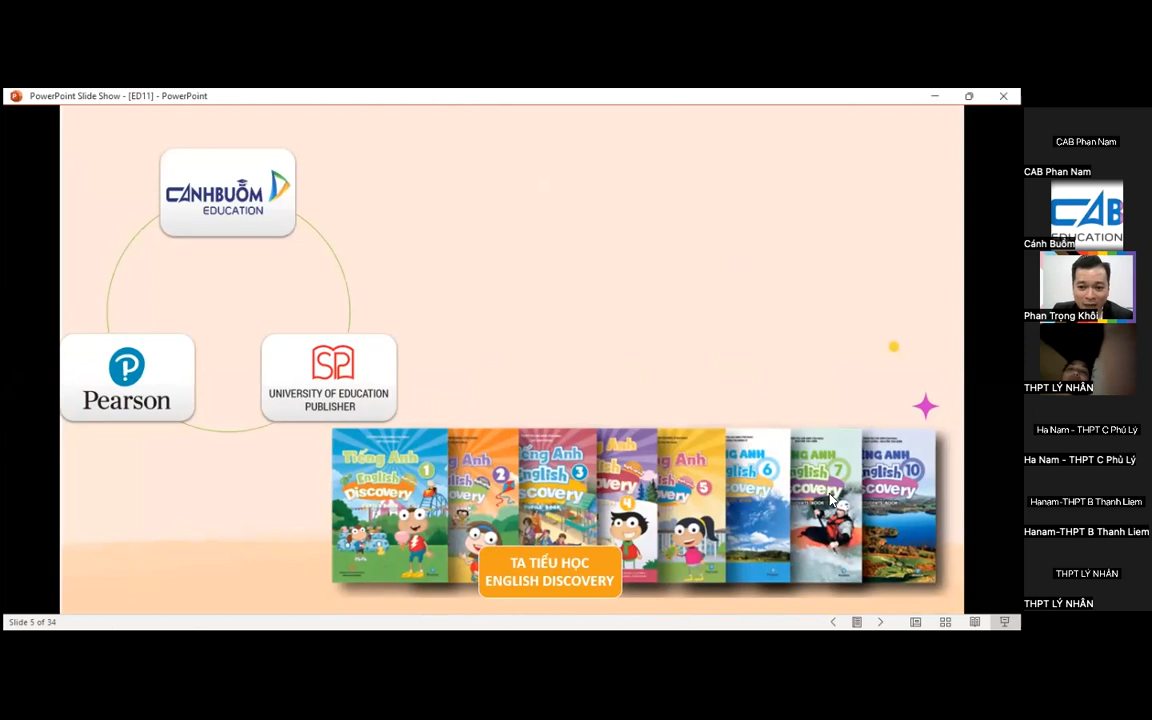 PowerPoint Slide Show - [ED11] - PowerPoint
CÁNHBUỒM
EDUCATION
Pearson
SP
UNIVERSITY OF EDUCATION
PUBLISHER
Tiếng Anh 1
English
Discovery
2
3
4
5
6
7
10
TA TIỂU HỌC
ENGLISH DISCOVERY
Slide 5 of 34
CAB Phan Nam
CAB Phan Nam
CAB
EDUCATION
Cánh Buồm
Phan Trọng Khôi
THPT LÝ NHÂN
Ha Nam - THPT C Phủ Lý
Ha Nam - THPT C Phủ Lý
Hanam-THPT B Thanh Liem
Hanam-THPT B Thanh Liem
THPT LÝ NHÂN
THPT LÝ NHÂN